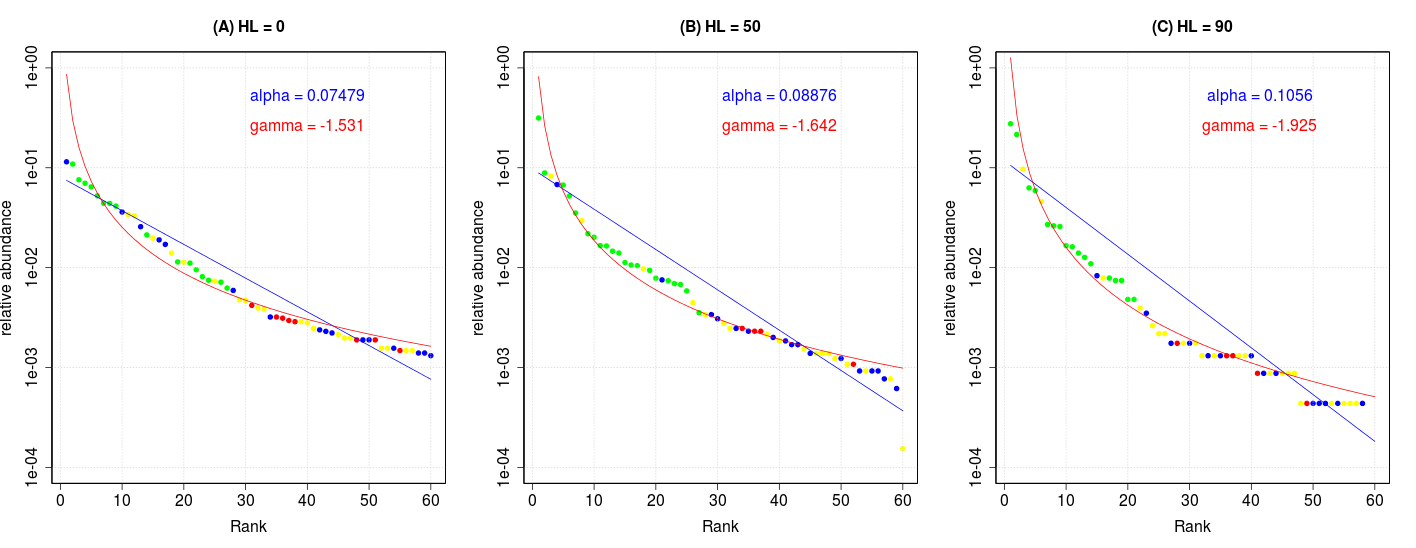 (A) HL = 0
relative abundance
1e+00
1e-01
1e-02
1e-03
1e-04
alpha = 0.07479
gamma = -1.531
0 10 20 30 40 50 60
Rank
(B) HL = 50
relative abundance
1e+00
1e-01
1e-02
1e-03
1e-04
alpha = 0.08876
gamma = -1.642
0 10 20 30 40 50 60
Rank
(C) HL = 90
relative abundance
1e+00
1e-01
1e-02
1e-03
1e-04
alpha = 0.1056
gamma = -1.925
0 10 20 30 40 50 60
Rank